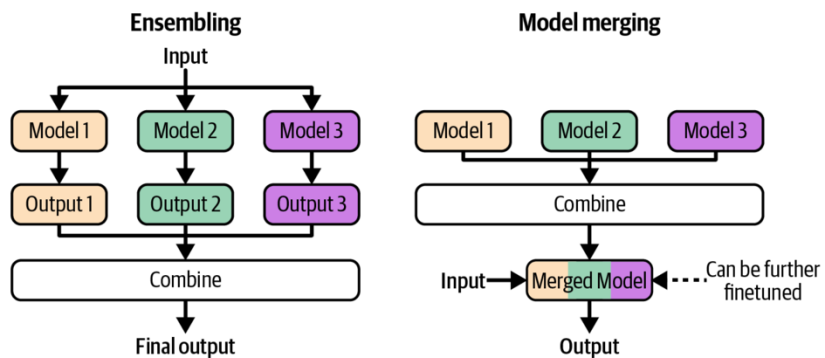 Ensembling
Input
Model 1
Model 2
Model 3
Output 1
Output 2
Output 3
Combine
Final output
Model merging
Model 1
Model 2
Model 3
Combine
Input
Merged Model
Can be further
finetuned
Output